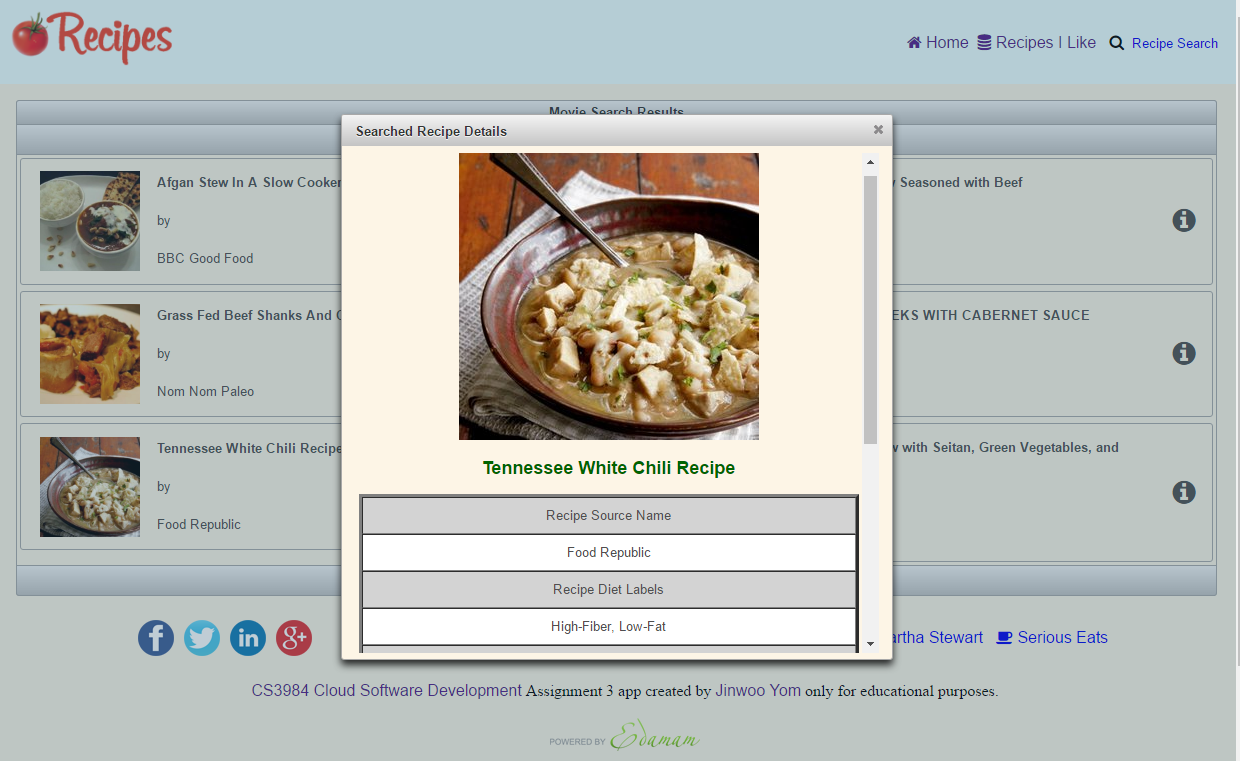 Recipes
Home Recipes I Like Recipe Search
Movie Search Results
Searched Recipe Details
Afgan Stew In A Slow Cooker
by
BBC Good Food
Seasoned with Beef
Grass Fed Beef Shanks And
by
Nom Nom Paleo
WITH CABERNET SAUCE
Tennessee White Chili Recipe
by
Food Republic
with Seitan, Green Vegetables, and
Tennessee White Chili Recipe
Recipe Source Name
Food Republic
Recipe Diet Labels
High-Fiber, Low-Fat
f in g+
Stewart Serious Eats
CS3984 Cloud Software Development Assignment 3 app created by Jinwoo Yom only for educational purposes.
POWERED BY Edamam